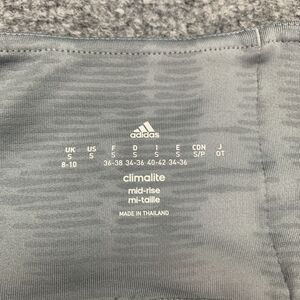 adidas
UK US F D I E CDN J
S S S S S S S/P OT
8-10 36-38 34-36 40-42 34-36
climalite
mid-rise
mi-taille
MADE IN THAILAND